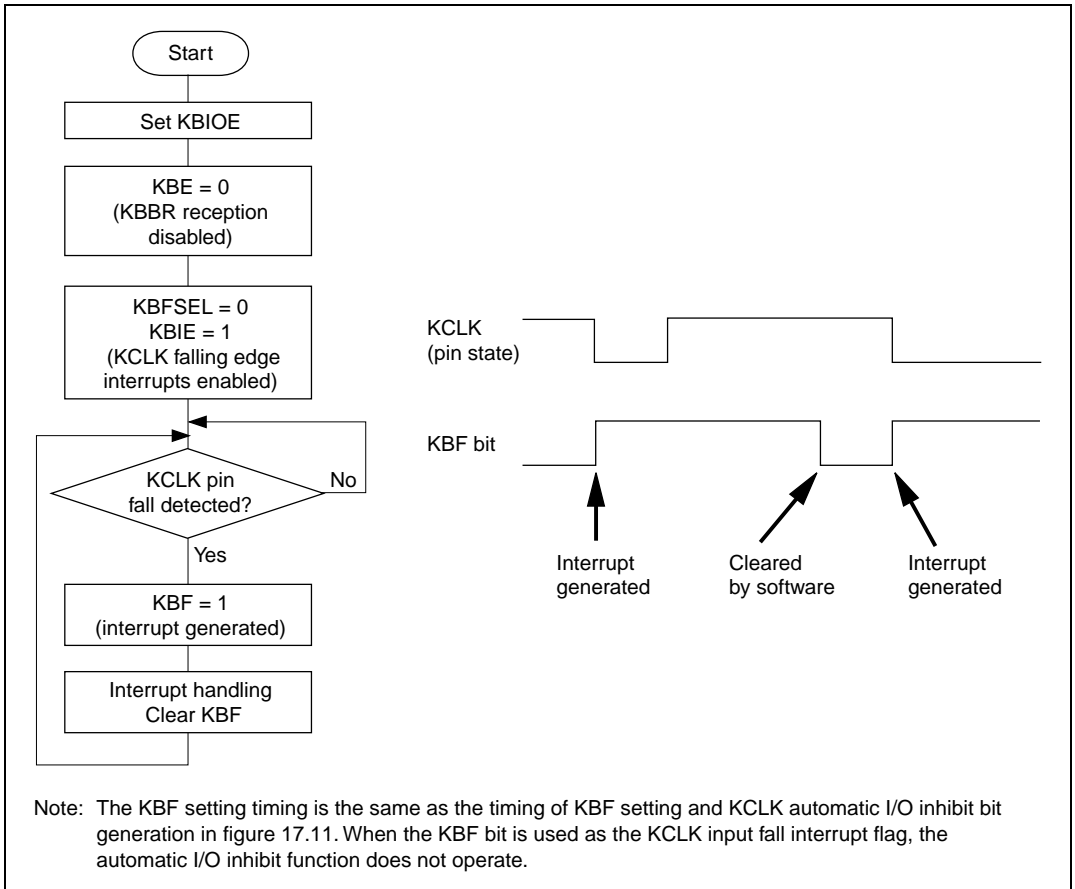 Start
Set KBIOE
KBE = 0
(KBBR reception
disabled)
KBFSEL = 0
KBIE = 1
(KCLK falling edge
interrupts enabled)
KCLK pin
fall detected?
No
Yes
KBF = 1
(interrupt generated)
Interrupt handling
Clear KBF
KCLK
(pin state)
KBF bit
Interrupt
generated
Cleared
by software
Interrupt
generated
Note: The KBF setting timing is the same as the timing of KBF setting and KCLK automatic I/O inhibit bit
generation in figure 17.11. When the KBF bit is used as the KCLK input fall interrupt flag, the
automatic I/O inhibit function does not operate.